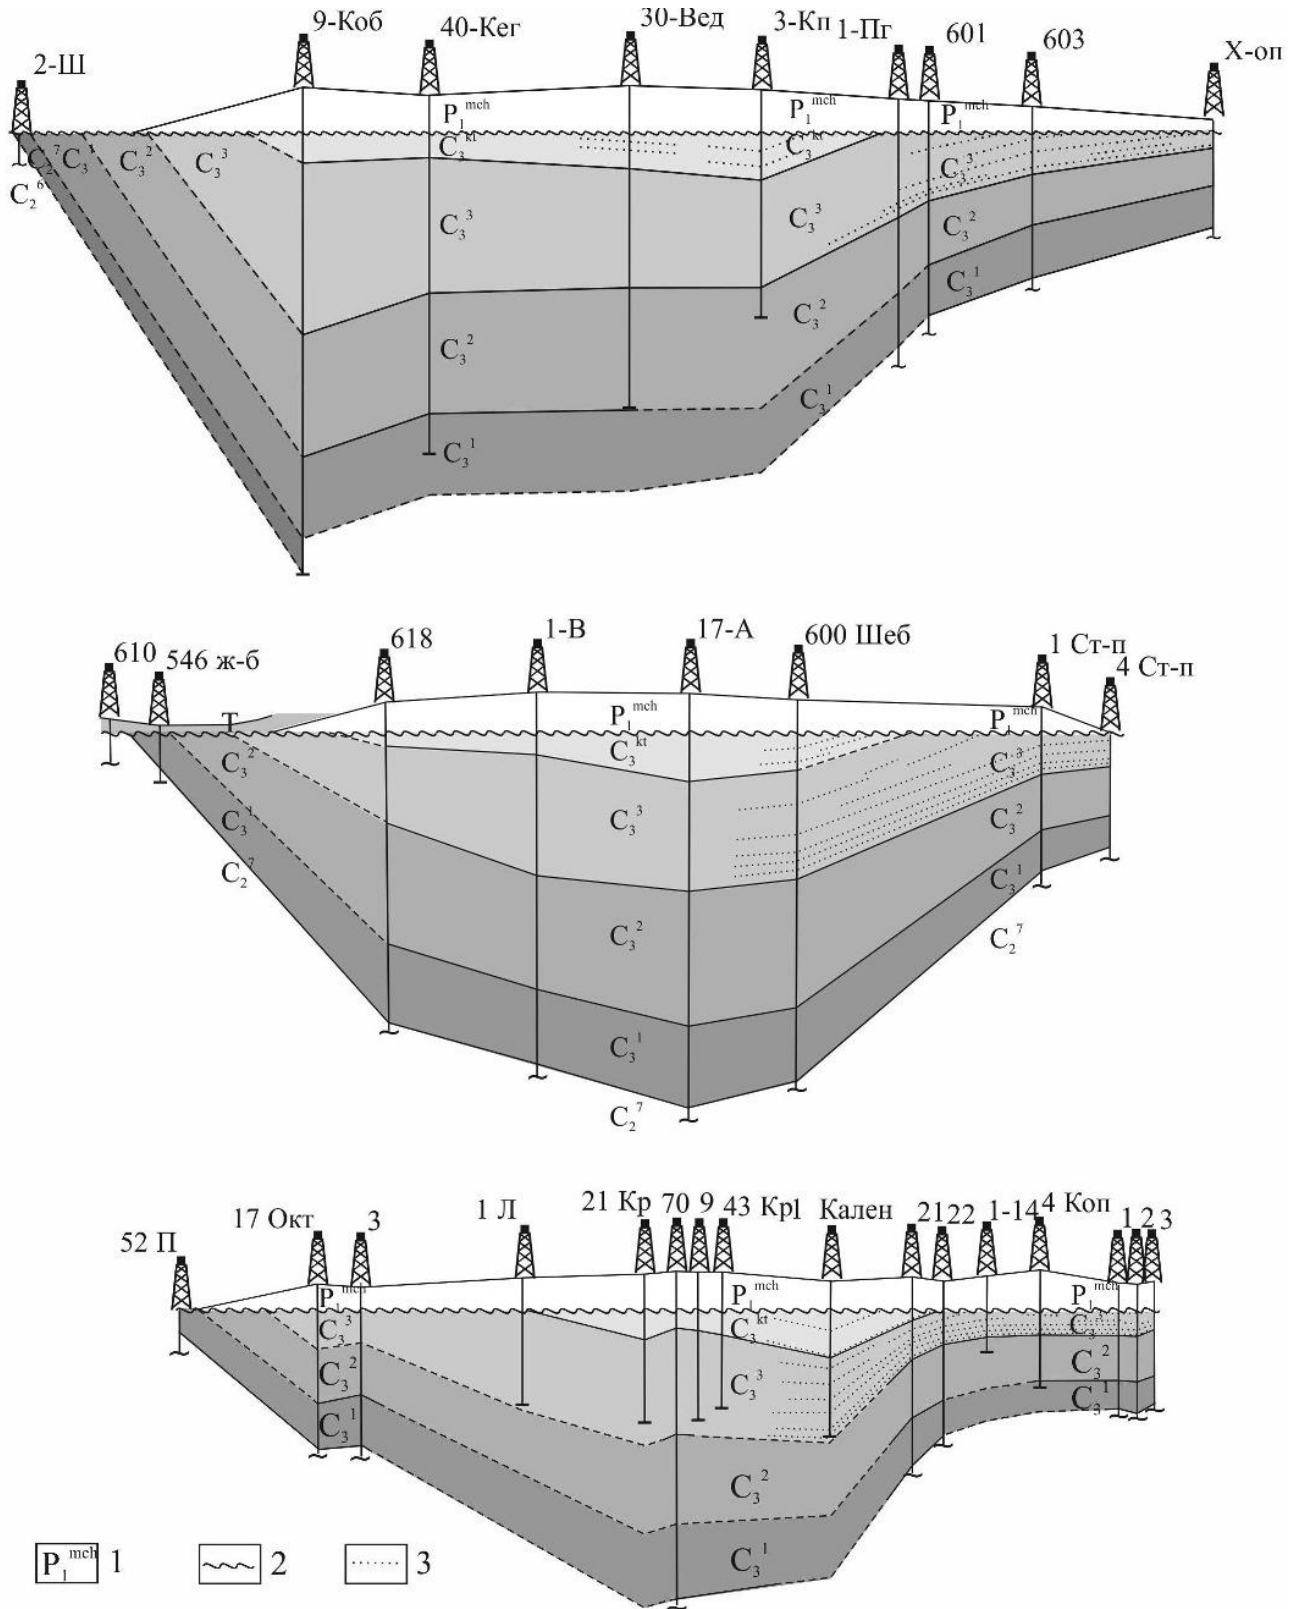 2-Ш 9-Коб 40-Кег 30-Вед 3-Кп 1-Пг 601 603 Х-оп
P₁ᵐᶜʰ P₁ᵐᶜʰ P₁ᵐᶜʰ
C₃ᵏᵗ C₃ᵏᵗ
C₂⁶ C₂⁷ C₃ C₃² C₃³ C₃³
C₃³ C₃³ C₃²
C₃² C₃² C₃¹
C₃¹ C₃¹
610 546 ж-б 618 1-В 17-А 600 Шеб 1 Ст-п 4 Ст-п
Т P₁ᵐᶜʰ P₁ᵐᶜʰ
C₃² C₃ᵏᵗ C₃³
C₃¹ C₃³ C₃²
C₂⁷ C₃¹
C₃² C₂⁷
C₃¹
C₂⁷
52 П 17 Окт 3 1 Л 21 Кр 70 9 43 Кр1 Кален 21 22 1-14 4 Коп 1 2 3
P₁ᵐᶜʰ P₁ᵐᶜʰ P₁ᵐᶜʰ
C₃³ C₃ᵏᵗ C₃³
C₃² C₃³ C₃²
C₃¹ C₃¹
C₃²
C₃¹
P₁ᵐᶜʰ 1 2 3